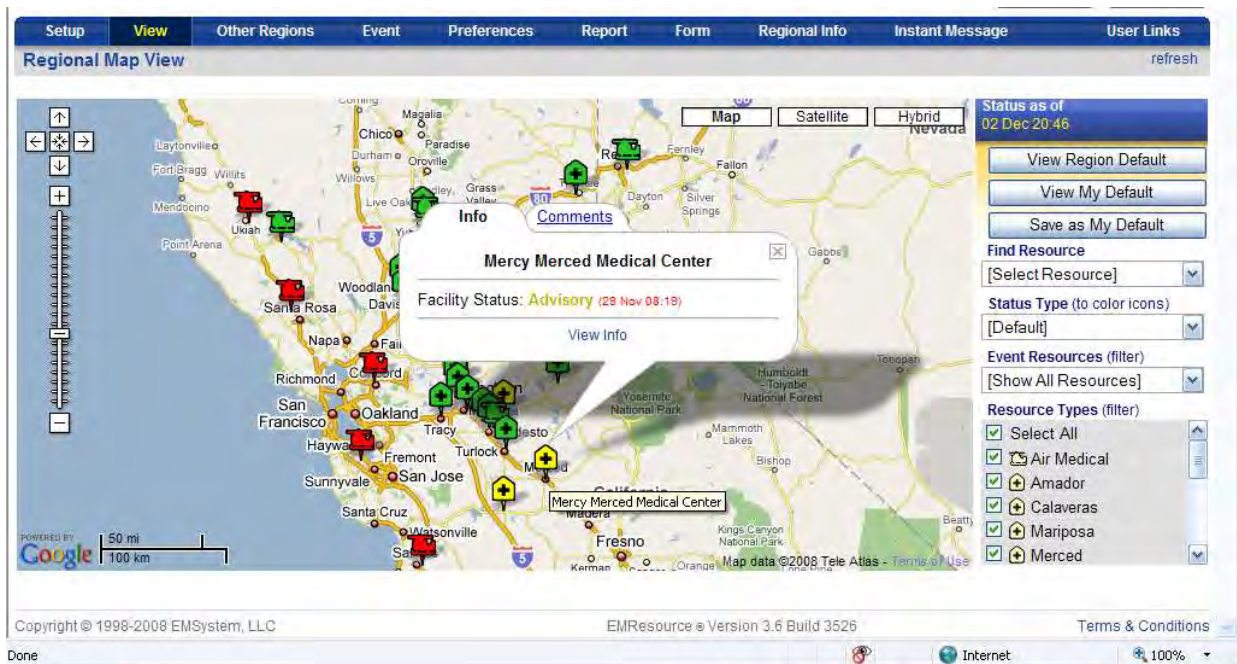 Setup View Other Regions Event Preferences Report Form Regional Info Instant Message User Links
Regional Map View
refresh
Magalia
Chico
Paradise
Laytonville
Durham
Oroville
Fort Bragg
Willits
Willows
Mendocino
Live Oak
Grass
Valley
80
Fernley
Fallon
Dayton
Silver
Springs
Nevada
Ukiah
Point Arena
5
Gabbs
Santa Rosa
Napa
Tonopah
Richmond
San
Francisco
Oakland
Tracy
Turlock
Fremont
San Jose
Sunnyvale
Santa Cruz
Watsonville
Yosemite
National Park
Humboldt
- Toiyabe
National Forest
Mammoth
Lakes
Bishop
Madera
Fresno
Kerman
Orange
Kings Canyon
National Park
Beatty
5
Map Satellite Hybrid
Info Comments
Mercy Merced Medical Center
Facility Status: Advisory (29 Nov 08:19)
View Info
Mercy Merced Medical Center
POWERED BY
Google
50 mi
100 km
Map data ©2008 Tele Atlas - Terms of Use
Status as of
02 Dec 20:46
View Region Default
View My Default
Save as My Default
Find Resource
[Select Resource]
Status Type (to color icons)
[Default]
Event Resources (filter)
[Show All Resources]
Resource Types (filter)
Select All
Air Medical
Amador
Calaveras
Mariposa
Merced
Copyright © 1998-2008 EMSystem, LLC
EMResource ® Version 3.6 Build 3526
Terms & Conditions
Done
Internet
100%